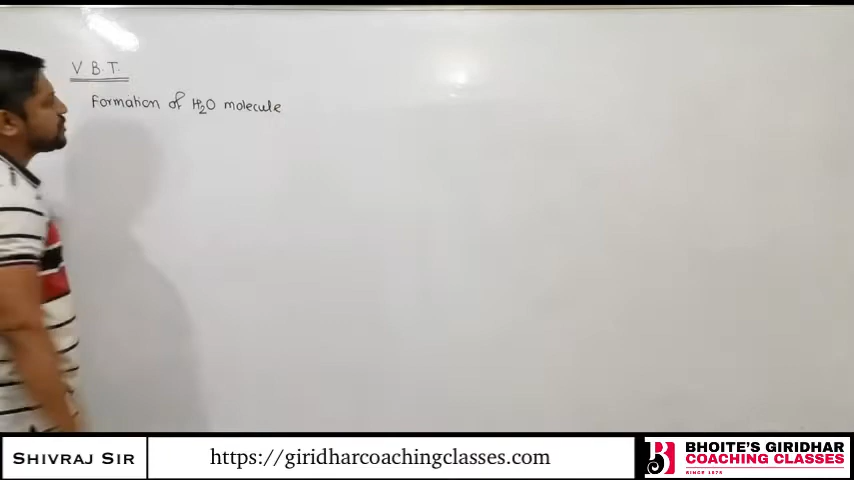 V B.T.
Formation of H₂O molecule
SHIVRAJ SIR
https://giridharcoachingclasses.com
BHOITE'S GIRIDHAR
COACHING CLASSES
SINCE 1975